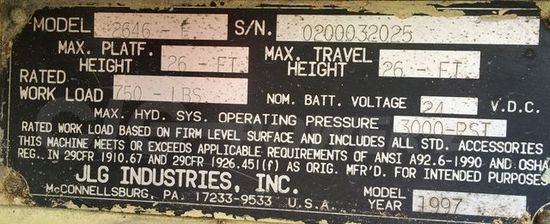 MODEL 2646-E S/N. 0200032025
MAX. PLATF. HEIGHT 26-FT. MAX. TRAVEL HEIGHT 26-FT.
RATED WORK LOAD 750-LBS. NOM. BATT. VOLTAGE 24 V.D.C.
MAX. HYD. SYS. OPERATING PRESSURE 3000-PSI
RATED WORK LOAD BASED ON FIRM LEVEL SURFACE AND INCLUDES ALL STD. ACCESSORIES
THIS MACHINE MEETS OR EXCEEDS APPLICABLE REQUIREMENTS OF ANSI A92.6-1990 AND OSHA
REG. IN 29CFR 1910.67 AND 29CFR 1926.451(f) AS ORIG. MF'D. FOR INTENDED PURPOSES
JLG INDUSTRIES, INC.
McCONNELLSBURG, PA. 17233-9533 U.S.A. MODEL YEAR 1997